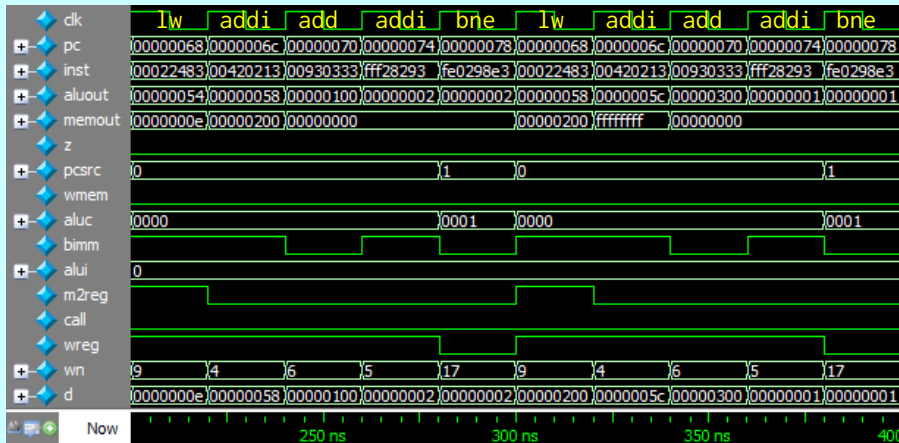 clk lw addi add addi bne lw addi add addi bne
pc 00000068 0000006c 00000070 00000074 00000078 00000068 0000006c 00000070 00000074 00000078
inst 00022483 00420213 00930333 fff28293 fe0298e3 00022483 00420213 00930333 fff28293 fe0298e3
aluout 00000054 00000058 00000100 00000002 00000002 00000058 0000005c 00000300 00000001 00000001
memout 0000000e 00000200 00000000 00000200 ffffffff 00000000
z
pcsrc 0 1 0 1
wmem
aluc 0000 0001 0000 0001
bimm
alui 0
m2reg
call
wreg
wn 9 4 6 5 17 9 4 6 5 17
d 0000000e 00000058 00000100 00000002 00000002 00000200 0000005c 00000300 00000001 00000001
Now 250 ns 300 ns 350 ns 400